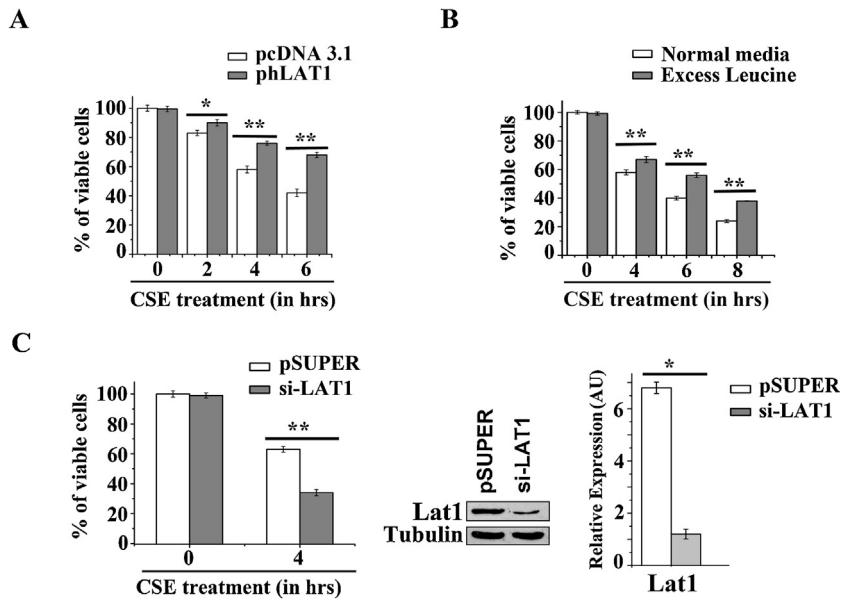 A
pcDNA 3.1
phLAT1
% of viable cells
100
80
60
40
20
0
*
**
**
0 2 4 6
CSE treatment (in hrs)
B
Normal media
Excess Leucine
% of viable cells
100
80
60
40
20
0
**
**
**
0 4 6 8
CSE treatment (in hrs)
C
pSUPER
si-LAT1
% of viable cells
100
80
60
40
20
0
**
0 4
CSE treatment (in hrs)
pSUPER
si-LAT1
Lat1
Tubulin
Relative Expression (AU)
6
4
2
0
*
pSUPER
si-LAT1
Lat1